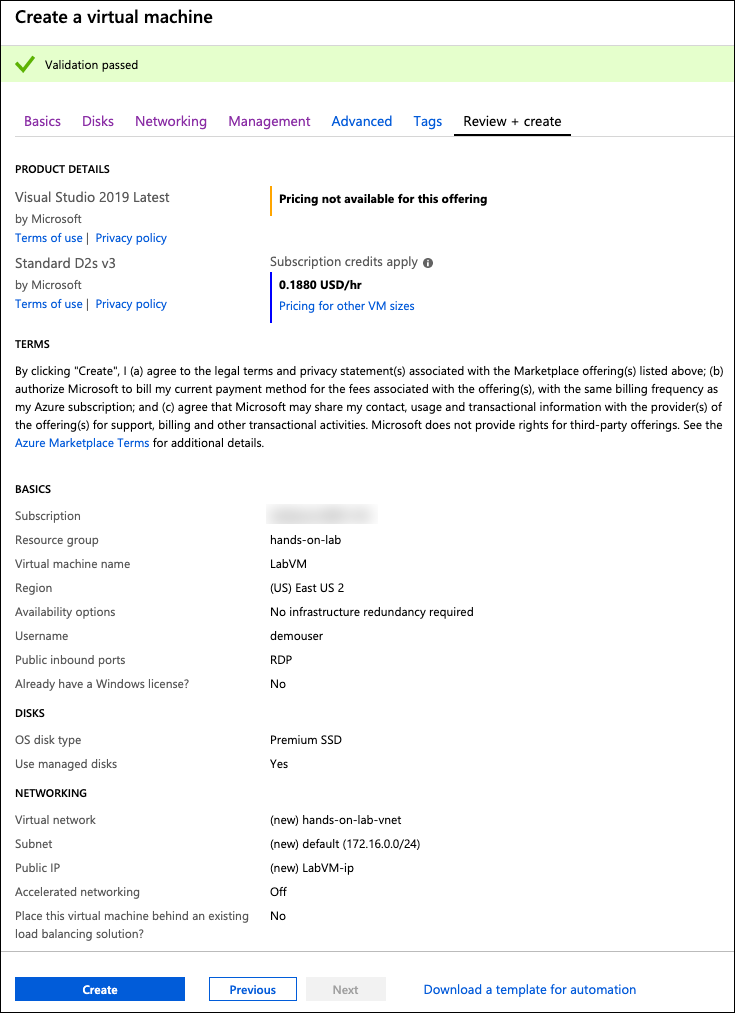 Create a virtual machine
Validation passed
Basics Disks Networking Management Advanced Tags Review + create
PRODUCT DETAILS
Visual Studio 2019 Latest
by Microsoft
Terms of use | Privacy policy
Pricing not available for this offering
Standard D2s v3
by Microsoft
Terms of use | Privacy policy
Subscription credits apply
0.1880 USD/hr
Pricing for other VM sizes
TERMS
By clicking "Create", I (a) agree to the legal terms and privacy statement(s) associated with the Marketplace offering(s) listed above; (b)
authorize Microsoft to bill my current payment method for the fees associated with the offering(s), with the same billing frequency as
my Azure subscription; and (c) agree that Microsoft may share my contact, usage and transactional information with the provider(s) of
the offering(s) for support, billing and other transactional activities. Microsoft does not provide rights for third-party offerings. See the
Azure Marketplace Terms for additional details.
BASICS
Subscription
Resource group hands-on-lab
Virtual machine name LabVM
Region (US) East US 2
Availability options No infrastructure redundancy required
Username demouser
Public inbound ports RDP
Already have a Windows license? No
DISKS
OS disk type Premium SSD
Use managed disks Yes
NETWORKING
Virtual network (new) hands-on-lab-vnet
Subnet (new) default (172.16.0.0/24)
Public IP (new) LabVM-ip
Accelerated networking Off
Place this virtual machine behind an existing No
load balancing solution?
Create Previous Next Download a template for automation